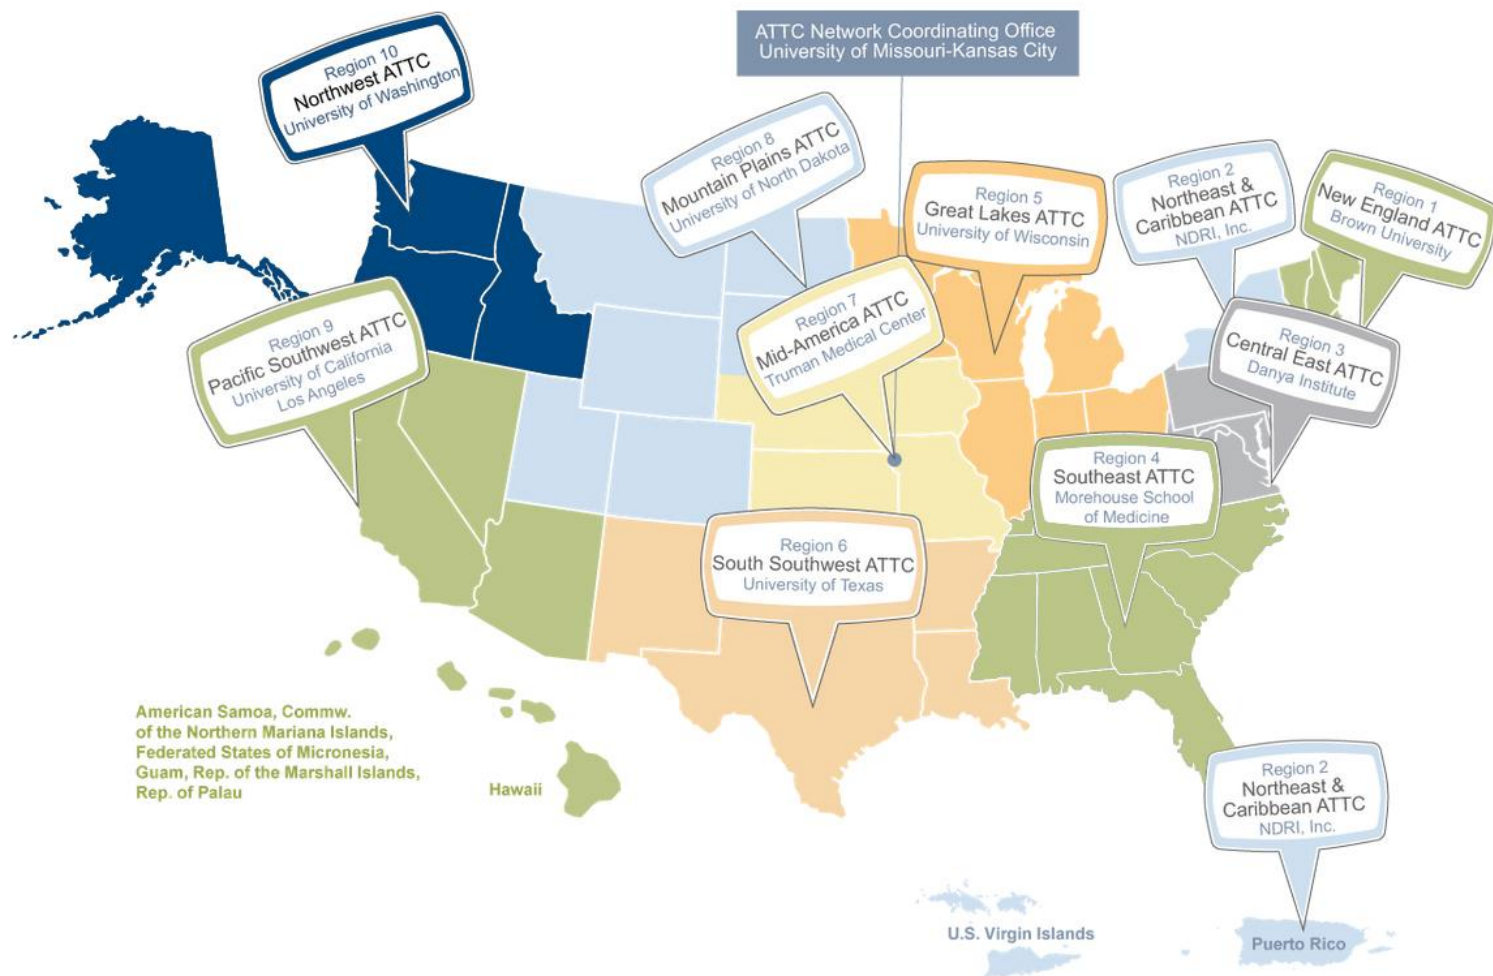 ATTC Network Coordinating Office
University of Missouri-Kansas City
Region 10
Northwest ATTC
University of Washington
Region 8
Mountain Plains ATTC
University of North Dakota
Region 5
Great Lakes ATTC
University of Wisconsin
Region 2
Northeast &
Caribbean ATTC
NDRI, Inc.
Region 1
New England ATTC
Brown University
Region 9
Pacific Southwest ATTC
University of California
Los Angeles
Region 7
Mid-America ATTC
Truman Medical Center
Region 3
Central East ATTC
Danya Institute
Region 4
Southeast ATTC
Morehouse School
of Medicine
Region 6
South Southwest ATTC
University of Texas
American Samoa, Commw.
of the Northern Mariana Islands,
Federated States of Micronesia,
Guam, Rep. of the Marshall Islands,
Rep. of Palau
Hawaii
Region 2
Northeast &
Caribbean ATTC
NDRI, Inc.
U.S. Virgin Islands
Puerto Rico